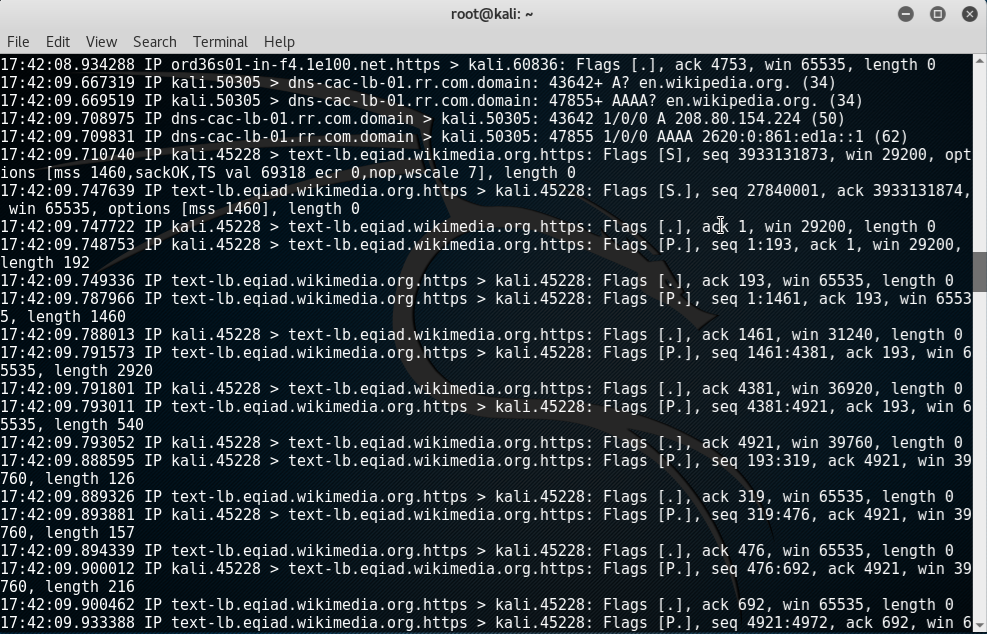 root@kali: ~
File Edit View Search Terminal Help
17:42:08.934288 IP ord36s01-in-f4.1e100.net.https > kali.60836: Flags [.], ack 4753, win 65535, length 0
17:42:09.667319 IP kali.50305 > dns-cac-lb-01.rr.com.domain: 43642+ A? en.wikipedia.org. (34)
17:42:09.669519 IP kali.50305 > dns-cac-lb-01.rr.com.domain: 47855+ AAAA? en.wikipedia.org. (34)
17:42:09.708975 IP dns-cac-lb-01.rr.com.domain > kali.50305: 43642 1/0/0 A 208.80.154.224 (50)
17:42:09.709831 IP dns-cac-lb-01.rr.com.domain > kali.50305: 47855 1/0/0 AAAA 2620:0:861:ed1a::1 (62)
17:42:09.710740 IP kali.45228 > text-lb.eqiad.wikimedia.org.https: Flags [S], seq 3933131873, win 29200, opt
ions [mss 1460,sackOK,TS val 69318 ecr 0,nop,wscale 7], length 0
17:42:09.747639 IP text-lb.eqiad.wikimedia.org.https > kali.45228: Flags [S.], seq 27840001, ack 3933131874,
 win 65535, options [mss 1460], length 0
17:42:09.747722 IP kali.45228 > text-lb.eqiad.wikimedia.org.https: Flags [.], ack 1, win 29200, length 0
17:42:09.748753 IP kali.45228 > text-lb.eqiad.wikimedia.org.https: Flags [P.], seq 1:193, ack 1, win 29200,
length 192
17:42:09.749336 IP text-lb.eqiad.wikimedia.org.https > kali.45228: Flags [.], ack 193, win 65535, length 0
17:42:09.787966 IP text-lb.eqiad.wikimedia.org.https > kali.45228: Flags [P.], seq 1:1461, ack 193, win 6553
5, length 1460
17:42:09.788013 IP kali.45228 > text-lb.eqiad.wikimedia.org.https: Flags [.], ack 1461, win 31240, length 0
17:42:09.791573 IP text-lb.eqiad.wikimedia.org.https > kali.45228: Flags [P.], seq 1461:4381, ack 193, win 6
5535, length 2920
17:42:09.791801 IP kali.45228 > text-lb.eqiad.wikimedia.org.https: Flags [.], ack 4381, win 36920, length 0
17:42:09.793011 IP text-lb.eqiad.wikimedia.org.https > kali.45228: Flags [P.], seq 4381:4921, ack 193, win 6
5535, length 540
17:42:09.793052 IP kali.45228 > text-lb.eqiad.wikimedia.org.https: Flags [.], ack 4921, win 39760, length 0
17:42:09.888595 IP kali.45228 > text-lb.eqiad.wikimedia.org.https: Flags [P.], seq 193:319, ack 4921, win 39
760, length 126
17:42:09.889326 IP text-lb.eqiad.wikimedia.org.https > kali.45228: Flags [.], ack 319, win 65535, length 0
17:42:09.893881 IP kali.45228 > text-lb.eqiad.wikimedia.org.https: Flags [P.], seq 319:476, ack 4921, win 39
760, length 157
17:42:09.894339 IP text-lb.eqiad.wikimedia.org.https > kali.45228: Flags [.], ack 476, win 65535, length 0
17:42:09.900012 IP kali.45228 > text-lb.eqiad.wikimedia.org.https: Flags [P.], seq 476:692, ack 4921, win 39
760, length 216
17:42:09.900462 IP text-lb.eqiad.wikimedia.org.https > kali.45228: Flags [.], ack 692, win 65535, length 0
17:42:09.933388 IP text-lb.eqiad.wikimedia.org.https > kali.45228: Flags [P.], seq 4921:4972, ack 692, win 6